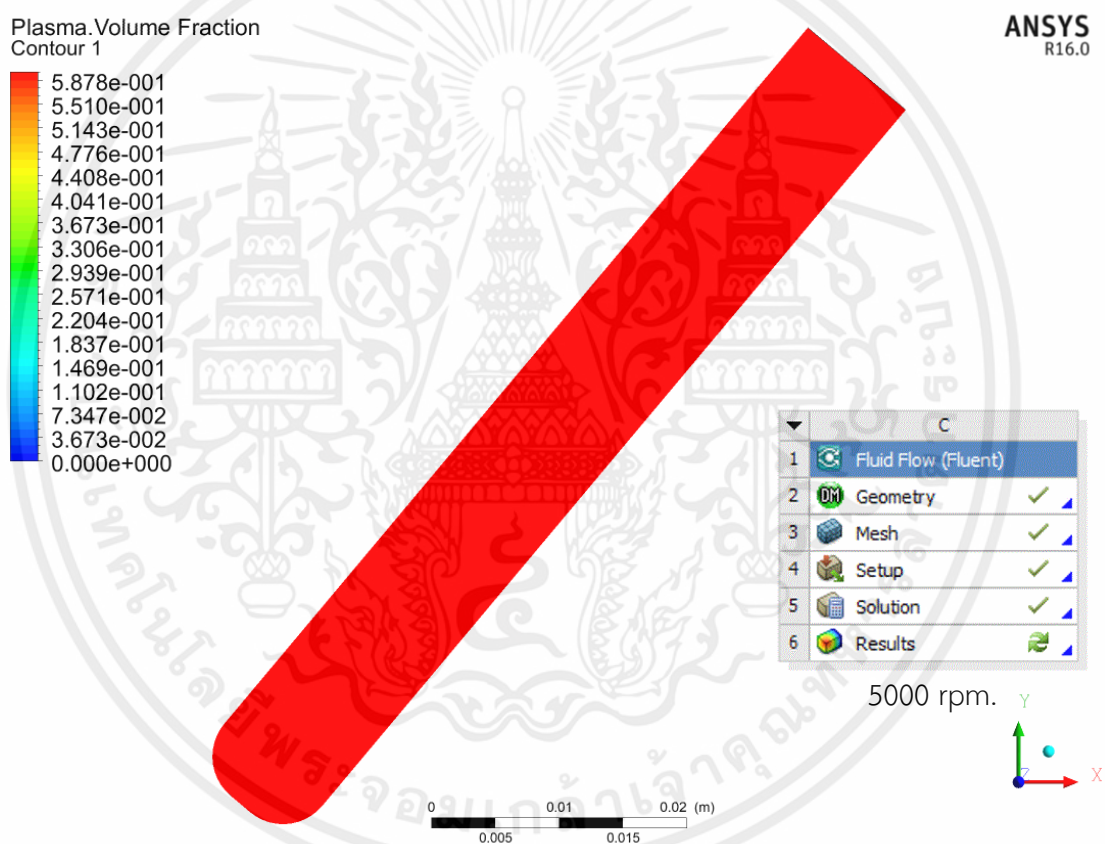 Plasma.Volume Fraction
Contour 1
ANSYS
R16.0
5.878e-001
5.510e-001
5.143e-001
4.776e-001
4.408e-001
4.041e-001
3.673e-001
3.306e-001
2.939e-001
2.571e-001
2.204e-001
1.837e-001
1.469e-001
1.102e-001
7.347e-002
3.673e-002
0.000e+000
C
1 Fluid Flow (Fluent)
2 DM Geometry
3 Mesh
4 Setup
5 Solution
6 Results
5000 rpm.
Y
Z
X
0 0.01 0.02 (m)
0.005 0.015